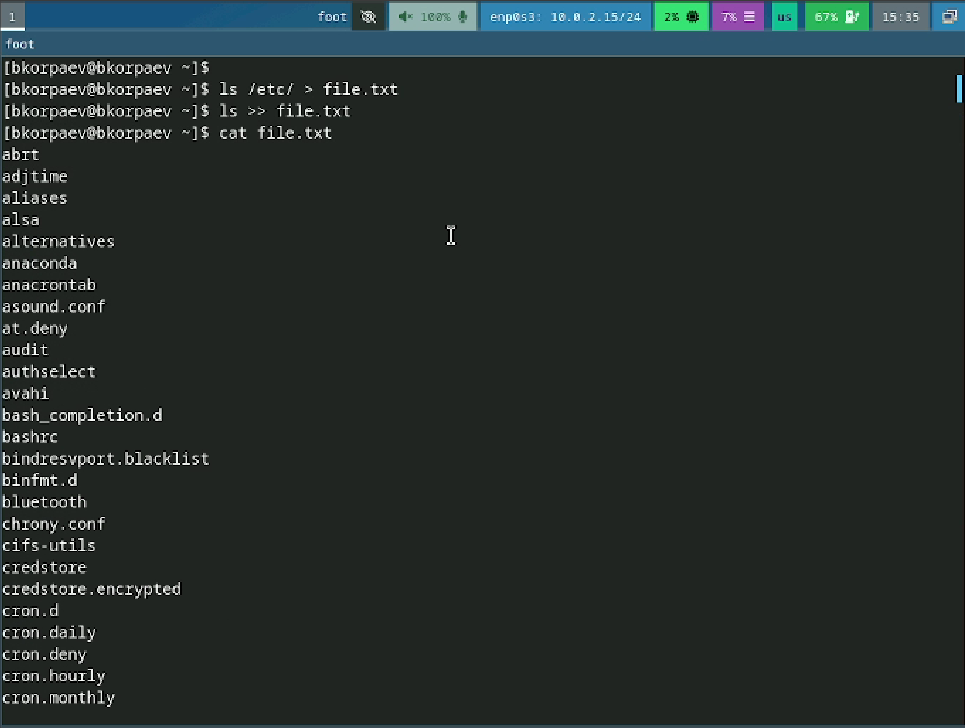 1 foot 100% enp0s3: 10.0.2.15/24 2% 7% us 67% 15:35
foot
[bkorpaev@bkorpaev ~]$
[bkorpaev@bkorpaev ~]$ ls /etc/ > file.txt
[bkorpaev@bkorpaev ~]$ ls >> file.txt
[bkorpaev@bkorpaev ~]$ cat file.txt
abrt
adjtime
aliases
alsa
alternatives
anaconda
anacrontab
asound.conf
at.deny
audit
authselect
avahi
bash_completion.d
bashrc
bindresvport.blacklist
binfmt.d
bluetooth
chrony.conf
cifs-utils
credstore
credstore.encrypted
cron.d
cron.daily
cron.deny
cron.hourly
cron.monthly